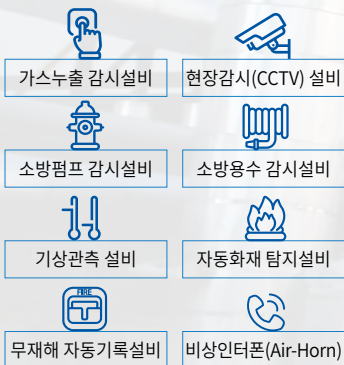 가스누출 감시설비
현장감시(CCTV) 설비
소방펌프 감시설비
소방용수 감시설비
기상관측 설비
자동화재 탐지설비
FIRE
무재해 자동기록설비
비상인터폰(Air-Horn)